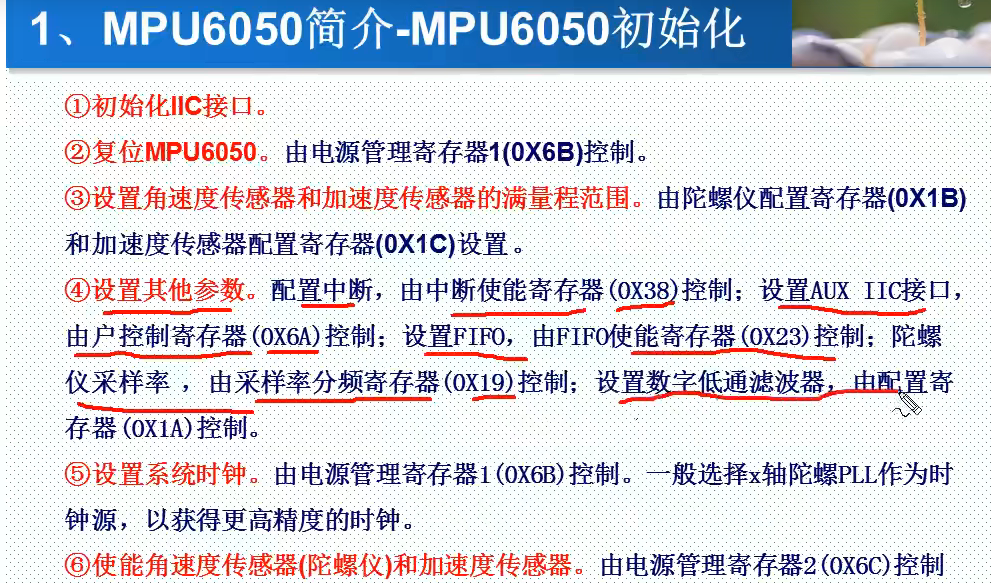 1、MPU6050简介-MPU6050初始化
①初始化IIC接口。
②复位MPU6050。由电源管理寄存器1(0X6B)控制。
③设置角速度传感器和加速度传感器的满量程范围。由陀螺仪配置寄存器(0X1B)
和加速度传感器配置寄存器(0X1C)设置。
④设置其他参数。配置中断，由中断使能寄存器(0X38)控制；设置AUX IIC接口，
由户控制寄存器(0X6A)控制；设置FIFO，由FIFO使能寄存器(0X23)控制；陀螺
仪采样率 ，由采样率分频寄存器(0X19)控制；设置数字低通滤波器，由配置寄
存器(0X1A)控制。
⑤设置系统时钟。由电源管理寄存器1(0X6B)控制。一般选择x轴陀螺PLL作为时
钟源，以获得更高精度的时钟。
⑥使能角速度传感器(陀螺仪)和加速度传感器。由电源管理寄存器2(0X6C)控制